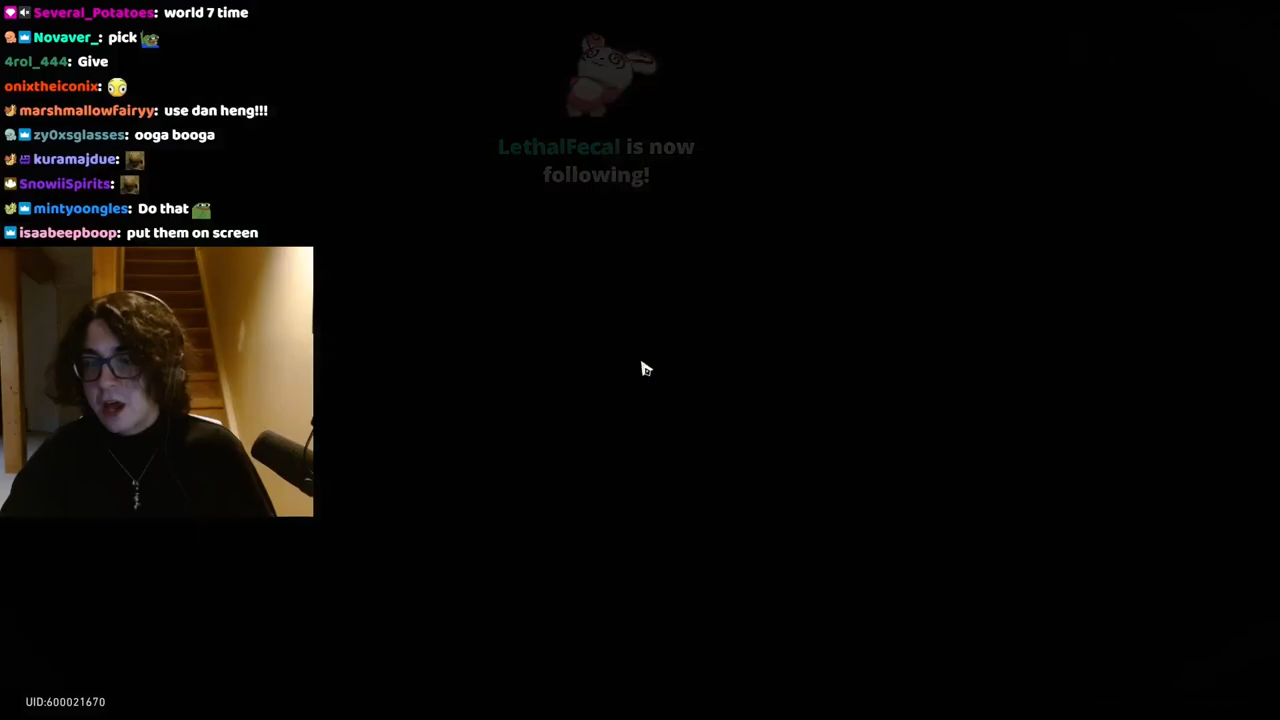 Several_Potatoes: world 7 time
Novaver_: pick
4rol_444: Give
onixtheiconix:
marshmallowfairyy: use dan heng!!!
zy0xsglasses: ooga booga
kuramajdue:
SnowiiSpirits:
mintyoongles: Do that
isaabeepboop: put them on screen
LethalFecal is now
following!
UID:600021670